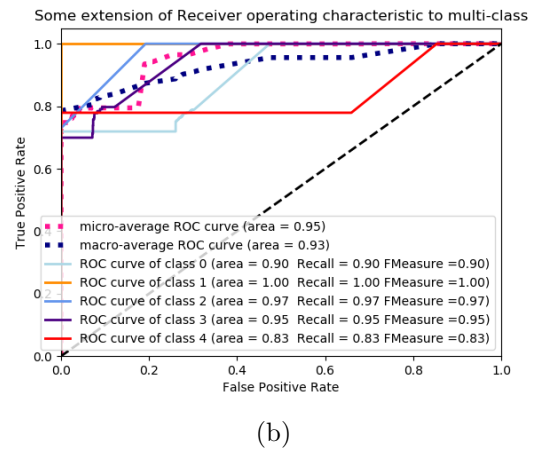 Some extension of Receiver operating characteristic to multi-class
True Positive Rate
1.0
0.8
0.6
0.4
0.2
0.0
micro-average ROC curve (area = 0.95)
macro-average ROC curve (area = 0.93)
ROC curve of class 0 (area = 0.90 Recall = 0.90 FMeasure =0.90)
ROC curve of class 1 (area = 1.00 Recall = 1.00 FMeasure =1.00)
ROC curve of class 2 (area = 0.97 Recall = 0.97 FMeasure =0.97)
ROC curve of class 3 (area = 0.95 Recall = 0.95 FMeasure =0.95)
ROC curve of class 4 (area = 0.83 Recall = 0.83 FMeasure =0.83)
0.0 0.2 0.4 0.6 0.8 1.0
False Positive Rate
(b)